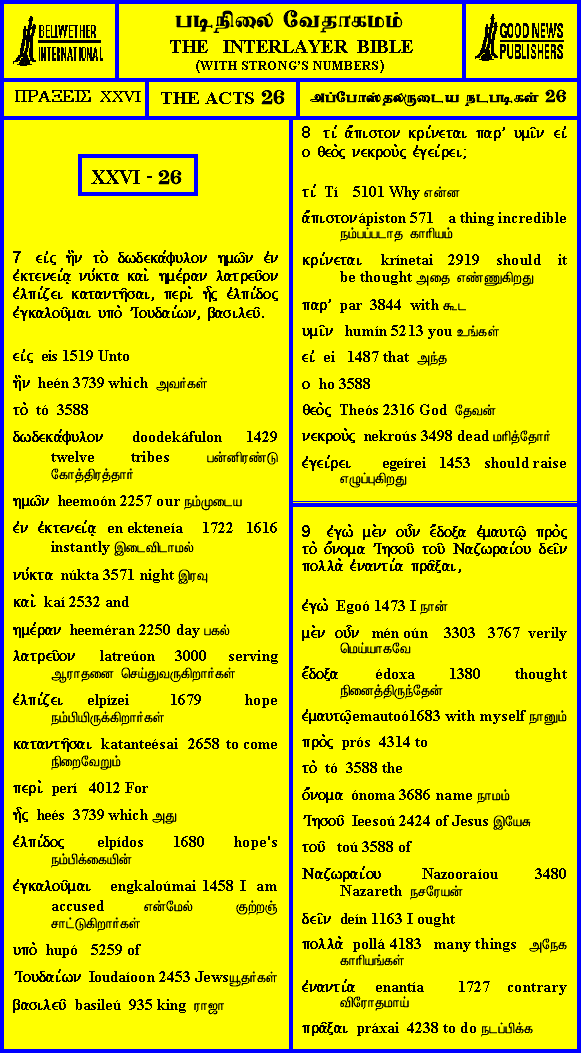 BELLWETHER
INTERNATIONAL
படிநிலை வேதாகமம்
THE INTERLAYER BIBLE
(WITH STRONG'S NUMBERS)
GOOD NEWS
PUBLISHERS
ΠΡΑΞΕΙΣ XXVI
THE ACTS 26
அப்போஸ்தலருடைய நடபடிகள் 26
XXVI - 26
7 εἰς ἣν τὸ δωδεκάφυλον ημῶν ἐν
ἐκτενείᾳ νύκτα καὶ ημέραν λατρεῦον
ἐλπίζει καταντῆσαι, περὶ ἧς ἐλπίδος
ἐγκαλοῦμαι υπὸ Ἰουδαίων, βασιλεῦ.
εἰς eis 1519 Unto
ἣν heén 3739 which அவர்கள்
τὸ tó 3588
δωδεκάφυλον doodekáfulon 1429
twelve tribes பன்னிரண்டு
கோத்திரத்தார்
ημῶν heemoón 2257 our நம்முடைய
ἐν ἐκτενείᾳ en ekteneía 1722 1616
instantly இடைவிடாமல்
νύκτα núkta 3571 night இரவு
καὶ kaí 2532 and
ημέραν heeméran 2250 day பகல்
λατρεῦον latreúon 3000 serving
ஆராதனை செய்துவருகிறார்கள்
ἐλπίζει elpízei 1679 hope
நம்பியிருக்கிறார்கள்
καταντῆσαι katanteésai 2658 to come
நிறைவேறும்
περὶ perí 4012 For
ἧς heés 3739 which அது
ἐλπίδος elpídos 1680 hope's
நம்பிக்கையின்
ἐγκαλοῦμαι engkaloúmai 1458 I am
accused என்மேல் குற்றஞ்
சாட்டுகிறார்கள்
υπὸ hupó 5259 of
Ἰουδαίων Ioudaíoon 2453 Jewsயூதர்கள்
βασιλεῦ basileú 935 king ராஜா
8 τί ἄπιστον κρίνεται παρ' υμῖν εἰ
ο θεὸς νεκροὺς ἐγείρει;
τί Tí 5101 Why என்ன
ἄπιστονápiston 571 a thing incredible
நம்பப்படாத காரியம்
κρίνεται krínetai 2919 should it
be thought அதை எண்ணுகிறது
παρ' par 3844 with கூட
υμῖν humín 5213 you உங்கள்
εἰ ei 1487 that அந்த
ο ho 3588
θεὸς Theós 2316 God தேவன்
νεκροὺς nekroús 3498 dead மரித்தோர்
ἐγείρει egeírei 1453 should raise
எழுப்புகிறது
9 ἐγὼ μὲν οὖν ἔδοξα ἐμαυτῷ πρὸς
τὸ ὄνομα Ἰησοῦ τοῦ Ναζωραίου δεῖν
πολλὰ ἐναντία πρᾶξαι,
ἐγὼ Egoó 1473 I நான்
μὲν οὖν mén oún 3303 3767 verily
மெய்யாகவே
ἔδοξα édoxa 1380 thought
நினைத்திருந்தேன்
ἐμαυτῷemautoó1683 with myself நானும்
πρὸς prós 4314 to
τὸ tó 3588 the
ὄνομα ónoma 3686 name நாமம்
Ἰησοῦ Ieesoú 2424 of Jesus இயேசு
τοῦ toú 3588 of
Ναζωραίου Nazooraíou 3480
Nazareth நசரேயன்
δεῖν deín 1163 I ought
πολλὰ pollá 4183 many things அநேக
காரியங்கள்
ἐναντία enantía 1727 contrary
விரோதமாய்
πρᾶξαι práxai 4238 to do நடப்பிக்க